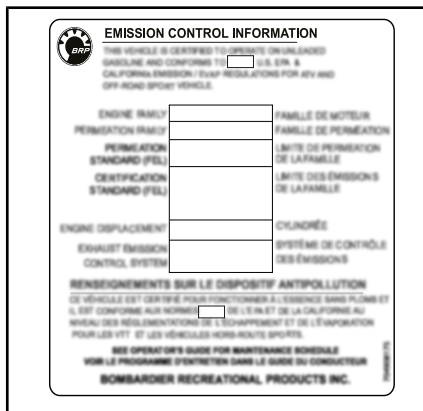 EMISSION CONTROL INFORMATION
BRP
THIS VEHICLE IS CERTIFIED TO OPERATE ON UNLEADED
GASOLINE AND CONFORMS TO U.S. EPA &
CALIFORNIA EMISSION / EVAP REGULATIONS FOR ATV AND
OFF-ROAD SPORT VEHICLE.
ENGINE FAMILY FAMILLE DE MOTEUR
PERMEATION FAMILY FAMILLE DE PERMÉATION
PERMEATION LIMITE DE PERMEATION
STANDARD (FEL) DE LA FAMILLE
CERTIFICATION LIMITE DES ÉMISSIONS
STANDARD (FEL) DE LA FAMILLE
ENGINE DISPLACEMENT CYLINDRÉE
EXHAUST EMISSION SYSTÈME DE CONTRÔLE
CONTROL SYSTEM DES ÉMISSIONS
RENSEIGNEMENTS SUR LE DISPOSITIF ANTIPOLLUTION
CE VÉHICULE EST CERTIFIÉ POUR FONCTIONNER À L'ESSENCE SANS PLOMB ET
IL EST CONFORME AUX NORMES DE L'EPA ET DE LA CALIFORNIE AU
NIVEAU DES RÉGLEMENTATIONS DE L'ÉCHAPPEMENT ET DE L'ÉVAPORATION
POUR LES VTT ET LES VÉHICULES HORS-ROUTE SPORTS.
SEE OPERATOR'S GUIDE FOR MAINTENANCE SCHEDULE
VOIR LE PROGRAMME D'ENTRETIEN DANS LE GUIDE DU CONDUCTEUR
BOMBARDIER RECREATIONAL PRODUCTS INC.